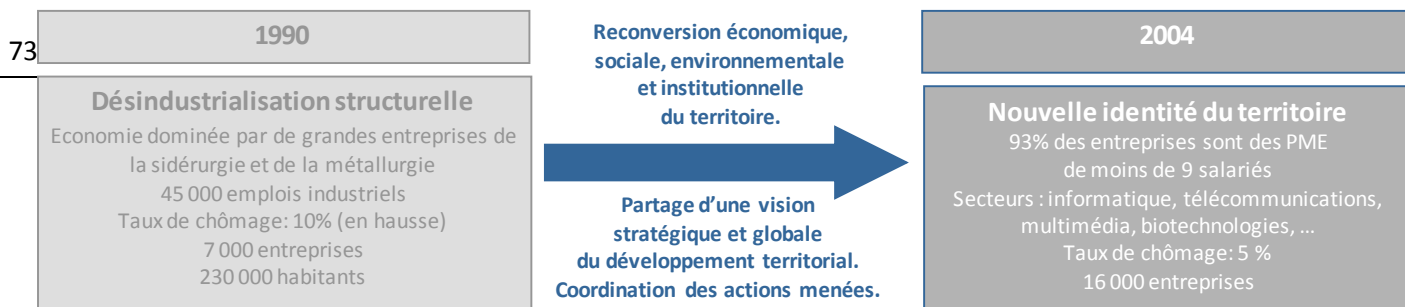 73
1990
Désindustrialisation structurelle
Economie dominée par de grandes entreprises de
la sidérurgie et de la métallurgie
45 000 emplois industriels
Taux de chômage: 10% (en hausse)
7 000 entreprises
230 000 habitants
Reconversion économique,
sociale, environnementale
et institutionnelle
du territoire.
Partage d’une vision
stratégique et globale
du développement territorial.
Coordination des actions menées.
2004
Nouvelle identité du territoire
93% des entreprises sont des PME
de moins de 9 salariés
Secteurs : informatique, télécommunications,
multimédia, biotechnologies, ...
Taux de chômage: 5 %
16 000 entreprises